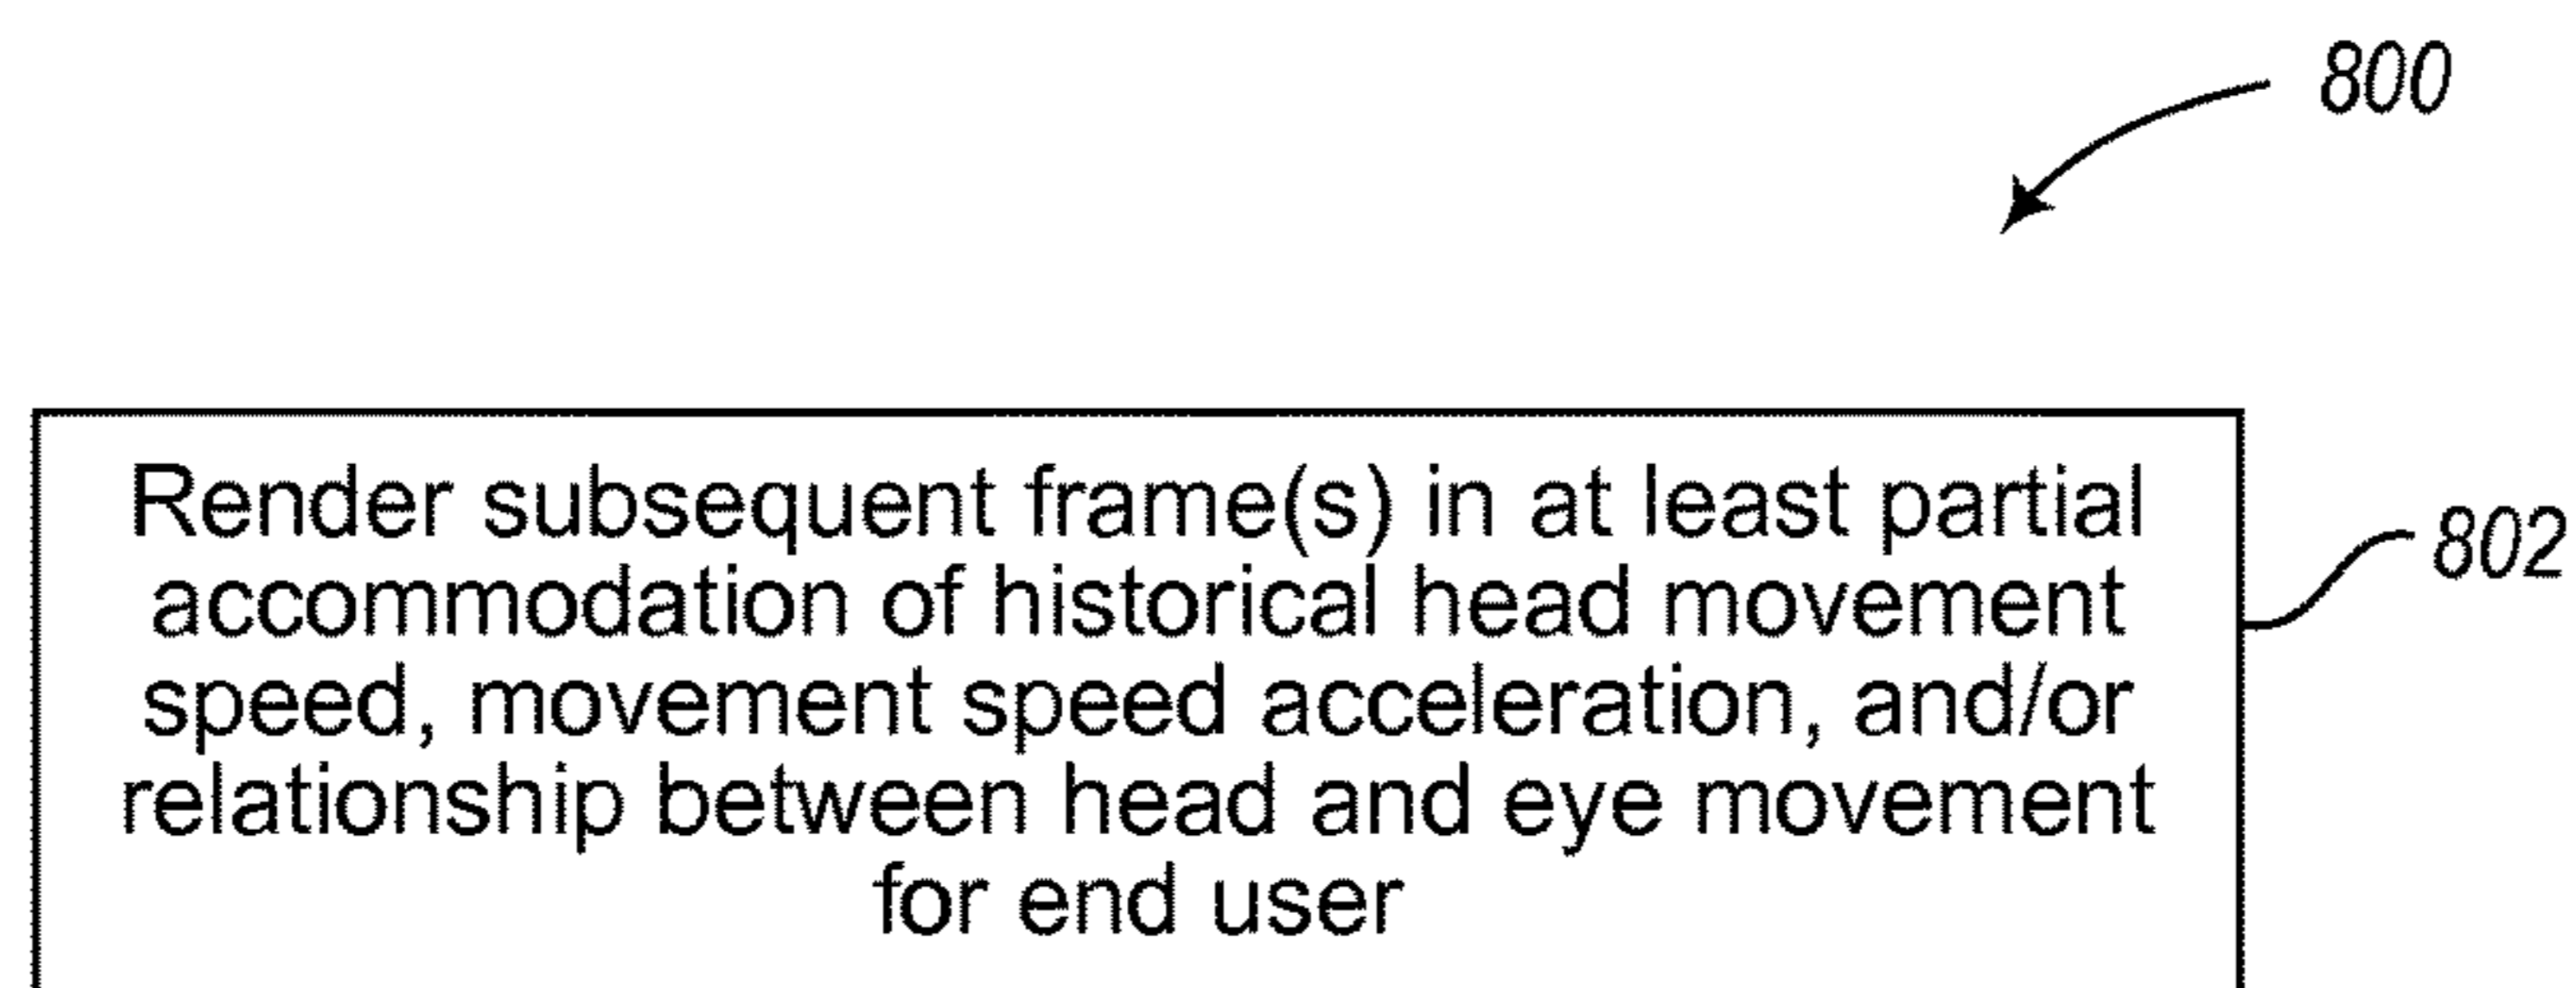 800
Render subsequent frame(s) in at least partial
accommodation of historical head movement
speed, movement speed acceleration, and/or
relationship between head and eye movement
for end user
802